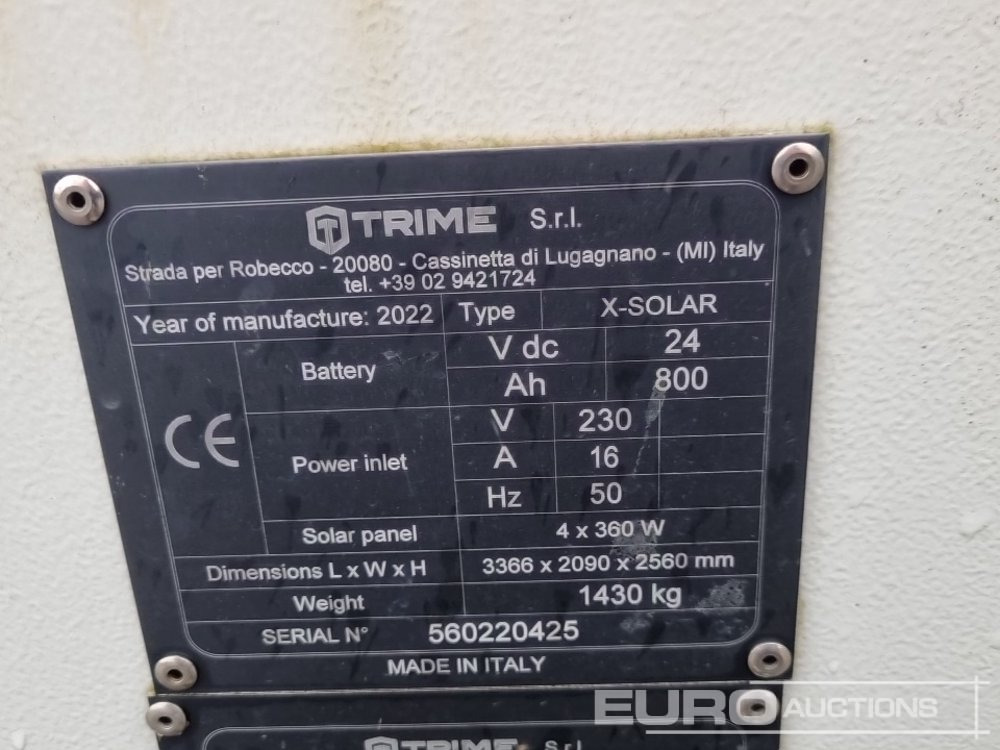 TRIME S.r.l.
Strada per Robecco - 20080 - Cassinetta di Lugagnano - (MI) Italy
tel. +39 02 9421724
Year of manufacture: 2022 Type X-SOLAR
CE
Battery
V dc 24
Ah 800
Power inlet
V 230
A 16
Hz 50
Solar panel 4 x 360 W
Dimensions L x W x H 3366 x 2090 x 2560 mm
Weight 1430 kg
SERIAL N° 560220425
MADE IN ITALY
EURO AUCTIONS
TRIME S.r.l.